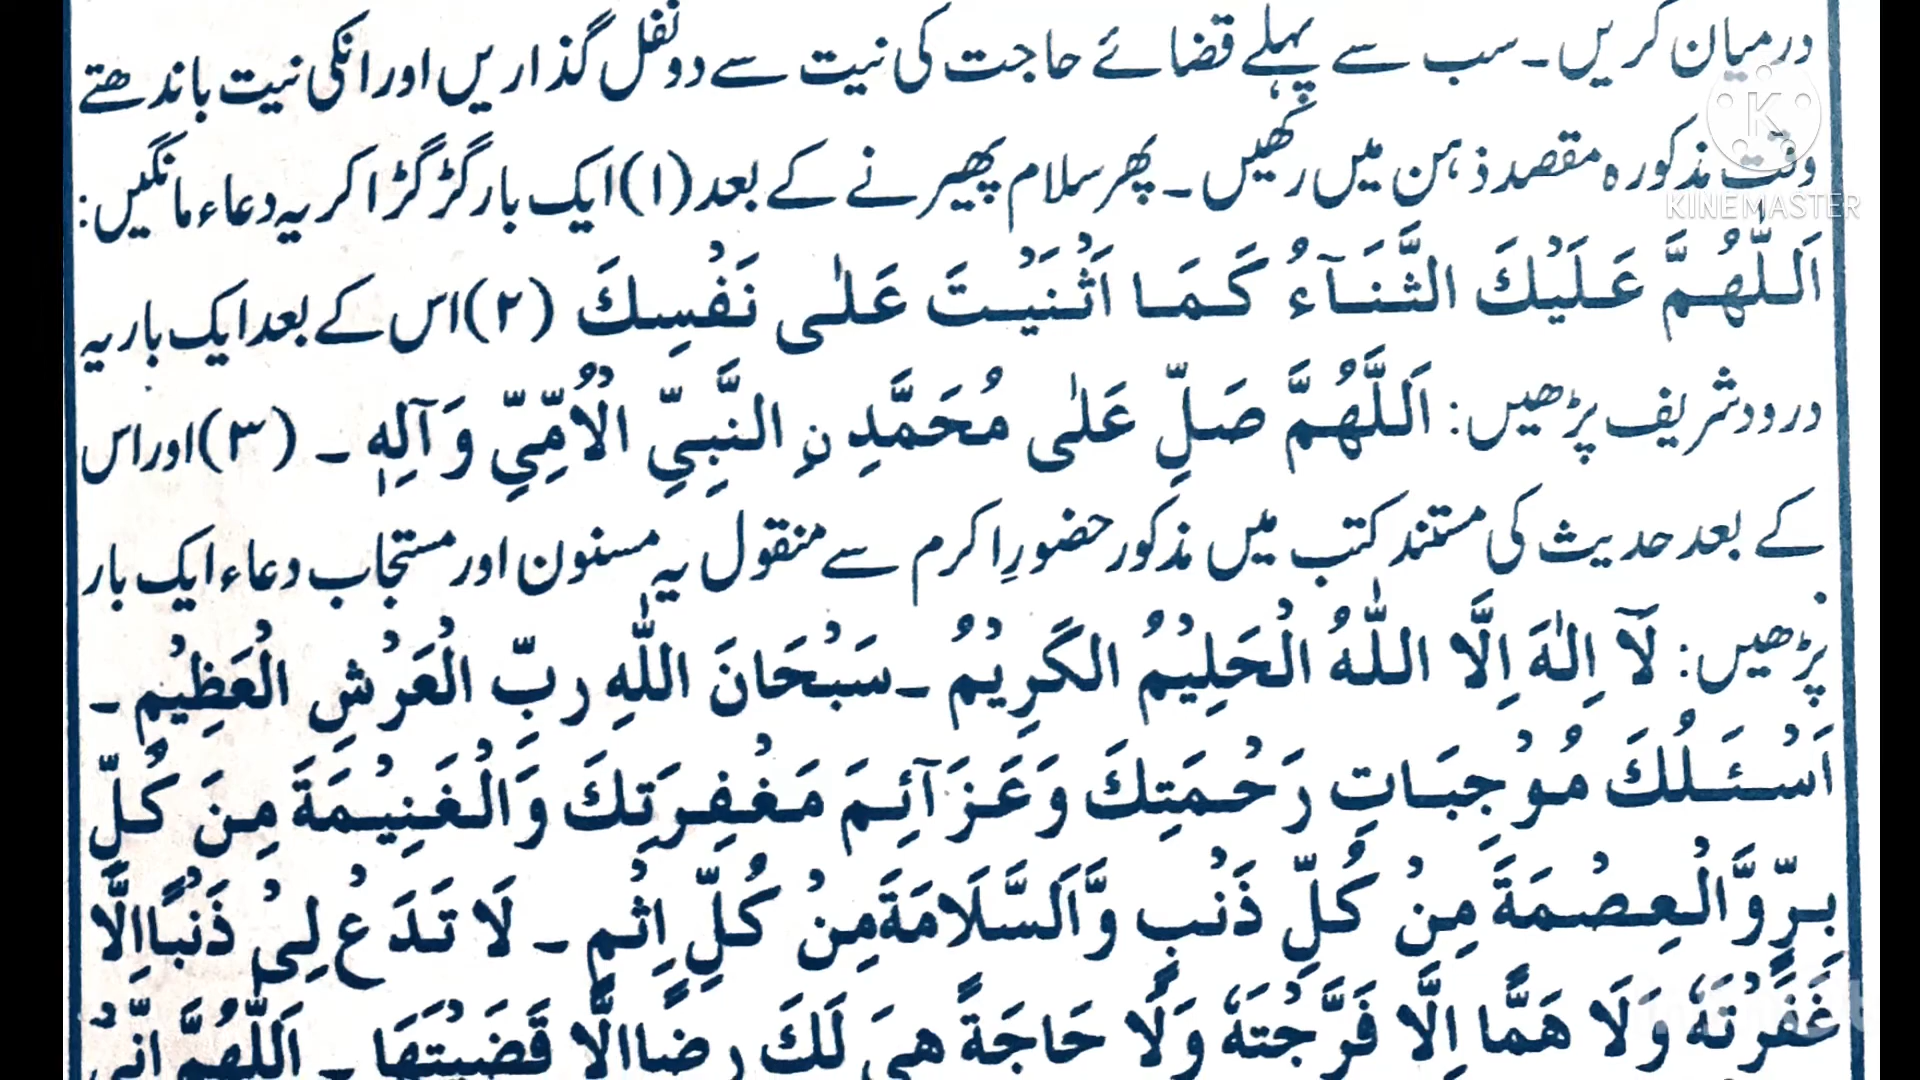 درمیان کریں۔ سب سے پہلے قضائے حاجت کی نیت سے دو نفل گذاریں اور انکی نیت باندھتے
وقت مذکورہ مقصد ذہن میں رکھیں۔ پھر سلام پھیرنے کے بعد (۱) ایک بار گڑگڑا کر یہ دعاء مانگیں:
KINEMASTER
اَللّٰهُمَّ عَلَيْكَ الثَّنَآءُ كَمَا اَثْنَيْتَ عَلٰى نَفْسِكَ (۲) اس کے بعد ایک بار یہ
درود شریف پڑھیں: اَللّٰهُمَّ صَلِّ عَلٰى مُحَمَّدِ نِ النَّبِيِّ الْاُمِّيِّ وَ آلِهٖ ۔ (۳) اور اس
کے بعد حدیث کی مستند کتب میں مذکور حضورِ اکرم سے منقول یہ مسنون اور مستجاب دعاء ایک بار
پڑھیں: لَآ اِلٰهَ اِلَّا اللّٰهُ الْحَلِيْمُ الكَرِيْمُ ۔ سَبْحَانَ اللّٰهِ ربِّ الْعَرْشِ الْعَظِيْمِ ۔
اَسْئَلُكَ مُوْجِبَاتِ رَحْمَتِكَ وَعَزَآئِمَ مَغْفِرَتِكَ وَالْغَنِيْمَةَ مِنَ كُلِّ
بِرٍّ وَّالْعِصْمَةَ مِنْ كُلِّ ذَنْبٍ وَّاَلسَّلَامَةَ مِنْ كُلِّ اِثْمٍ ۔ لَا تَدَعْ لِىْ ذَنْبًا اِلَّا
غَفَرْتَهٗ وَلَا هَمًّا اِلَّا فَرَّجْتَهٗ وَلَا حَاجَةً هِىَ لَكَ رِضًا اِلَّا قَضَيْتَهَا ۔ اَللّٰهُمَّ اِنِّىْ